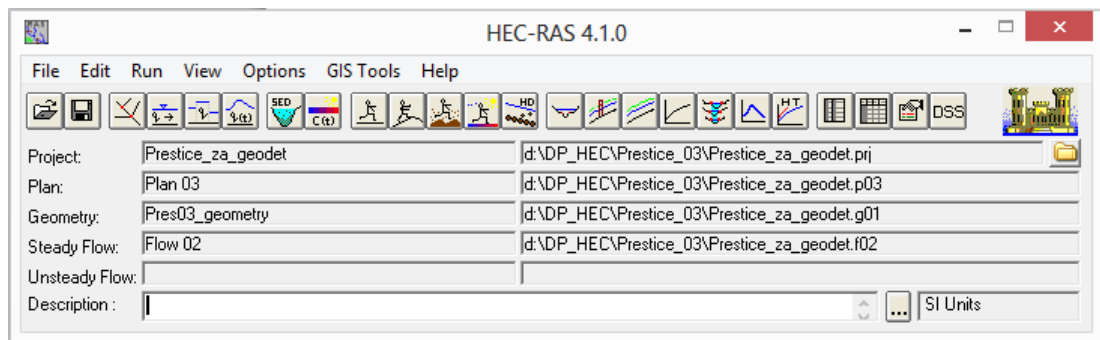 HEC-RAS 4.1.0
File Edit Run View Options GIS Tools Help
SED C(t) HD HT DSS
Project: Prestice_za_geodet d:\DP_HEC\Prestice_03\Prestice_za_geodet.prj
Plan: Plan 03 d:\DP_HEC\Prestice_03\Prestice_za_geodet.p03
Geometry: Pres03_geometry d:\DP_HEC\Prestice_03\Prestice_za_geodet.g01
Steady Flow: Flow 02 d:\DP_HEC\Prestice_03\Prestice_za_geodet.f02
Unsteady Flow:
Description : ... SI Units